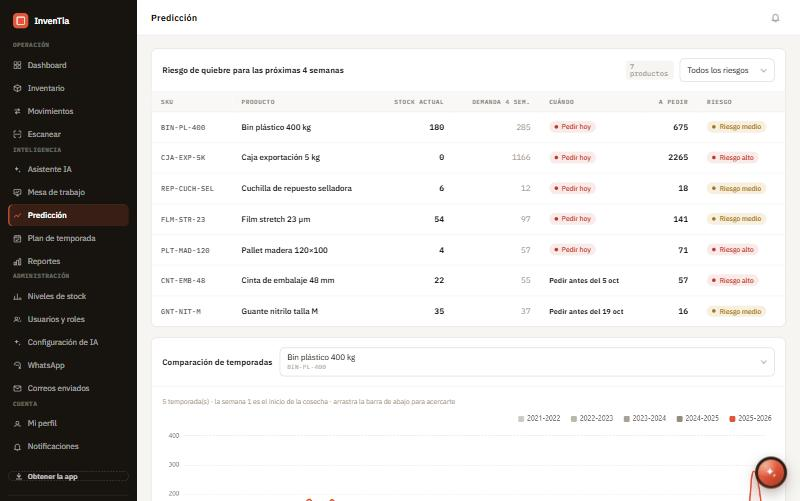 InvenTia
OPERACIÓN
Dashboard
Inventario
Movimientos
Escanear
INTELIGENCIA
Asistente IA
Mesa de trabajo
Predicción
Plan de temporada
Reportes
ADMINISTRACIÓN
Niveles de stock
Usuarios y roles
Configuración de IA
WhatsApp
Correos enviados
CUENTA
Mi perfil
Notificaciones
Obtener la app
Predicción
Riesgo de quiebre para las próximas 4 semanas
7 productos
Todos los riesgos
SKU PRODUCTO STOCK ACTUAL DEMANDA 4 SEM. CUÁNDO A PEDIR RIESGO
BIN-PL-400 Bin plástico 400 kg 180 285 Pedir hoy 675 Riesgo medio
CJA-EXP-5K Caja exportación 5 kg 0 1166 Pedir hoy 2265 Riesgo alto
REP-CUCH-SEL Cuchilla de repuesto selladora 6 12 Pedir hoy 18 Riesgo medio
FLM-STR-23 Film stretch 23 µm 54 97 Pedir hoy 141 Riesgo medio
PLT-MAD-120 Pallet madera 120×100 4 57 Pedir hoy 71 Riesgo alto
CNT-EMB-48 Cinta de embalaje 48 mm 22 55 Pedir antes del 5 oct 57 Riesgo alto
GNT-NIT-M Guante nitrilo talla M 35 37 Pedir antes del 19 oct 16 Riesgo medio
Comparación de temporadas
Bin plástico 400 kg
BIN-PL-400
5 temporada(s) · la semana 1 es el inicio de la cosecha · arrastra la barra de abajo para acercarte
2021-2022 2022-2023 2023-2024 2024-2025 2025-2026
400
300
200